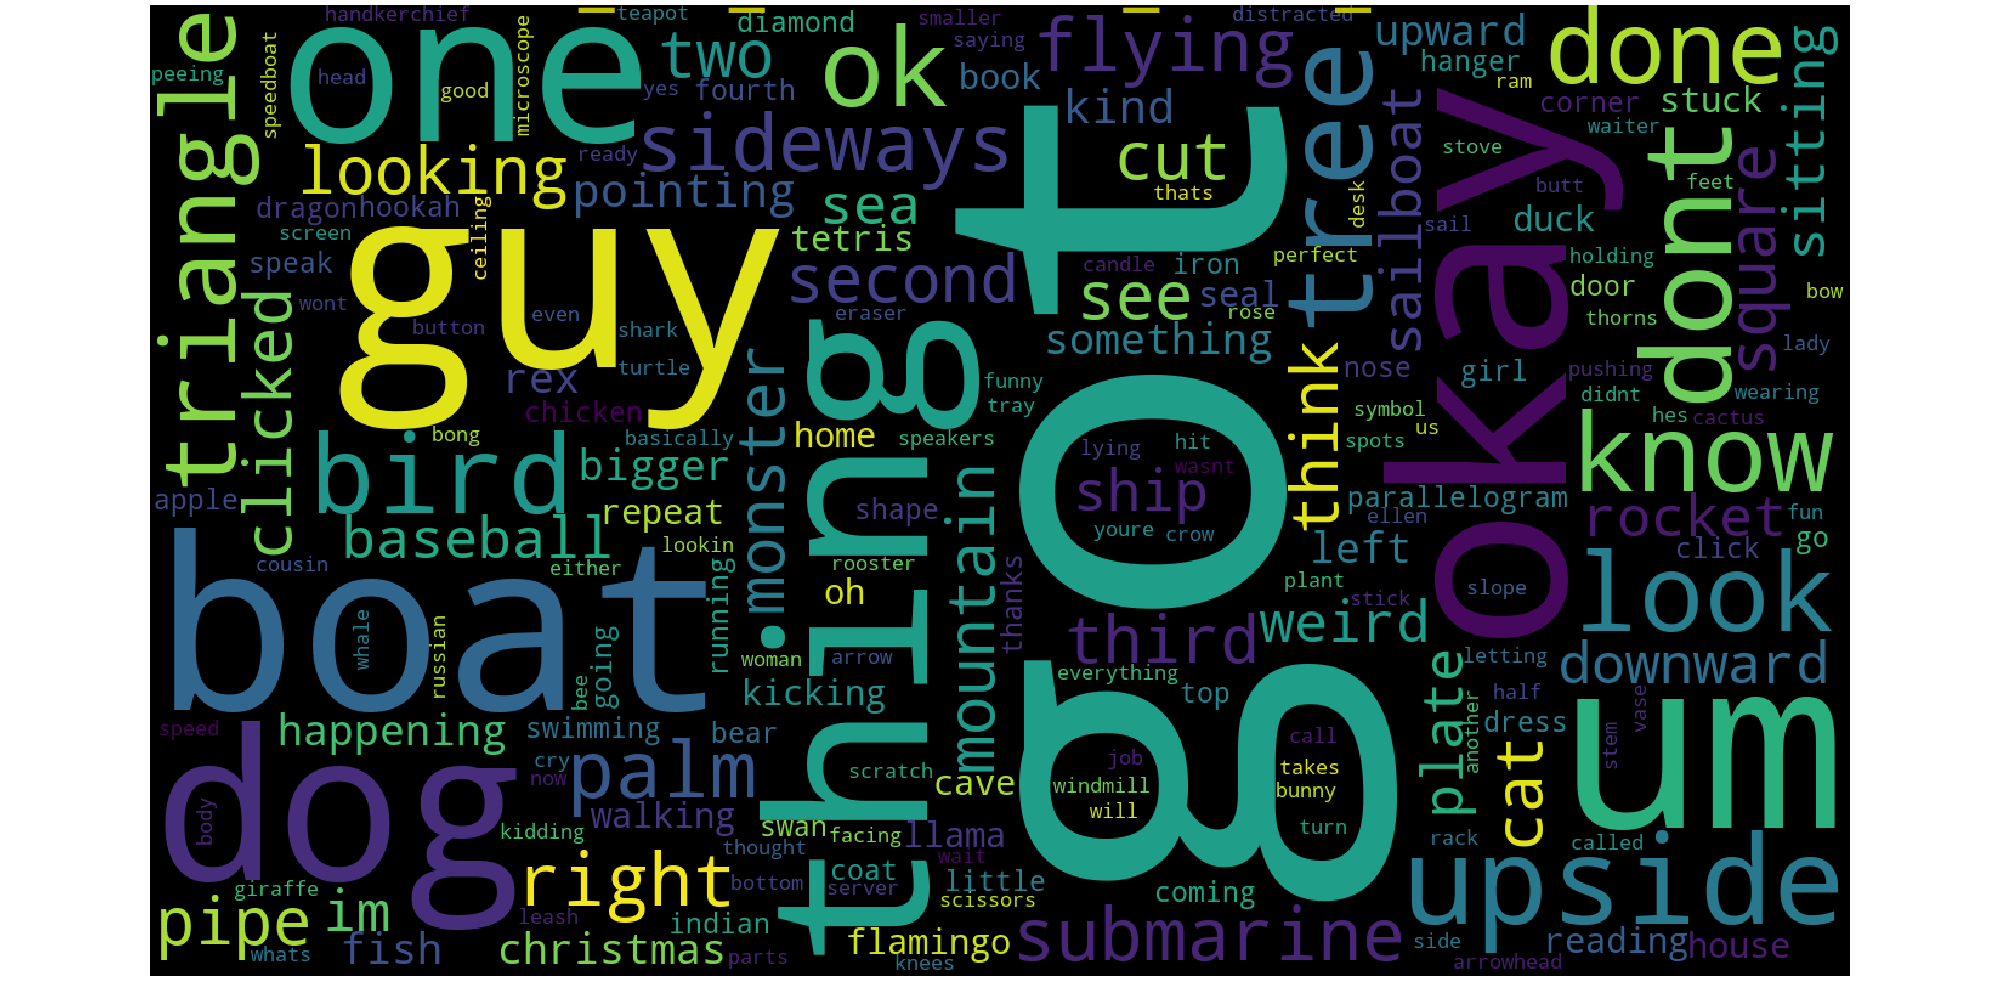 handkerchief
teapot
diamond
smaller
distracted
peeing
speedboat
one
head
good
microscope
two
ok
saying
flying
upward
done
triangle
yes
fourth
book
kind
tree
hanger
ram
corner
stuck
sitting
looking
ready
sideways
cut
sailboat
okay
waiter
stove
dont
square
pointing
thats
desk
butt
feet
dragon
hookah
ceiling
sea
got
duck
sail
screen
guy
tetris
perfect
holding
speak
second
candle
iron
door
bow
clicked
wont
see
seal
rose
thorns
button
even
shark
eraser
something
lady
rex
turtle
monster
thing
funny
think
nose
girl
pushing
wearing
chicken
tray
symbol
didnt
hes
cactus
bong
basically
home
speakers
us
spots
bird
bigger
lying
hit
know
wasnt
apple
repeat
shape
mountain
ship
parallelogram
rocket
fun
baseball
youre
crow
ellen
left
click
go
cousin
either
lookin
running
rooster
thanks
boat
oh
plant
stick
slope
look
whale
russian
third
weird
woman
arrow
everything
plate
letting
downward
bee
going
kicking
top
half
vase
um
speed
happening
swimming
bear
call
another
dress
stem
dog
cry
now
palm
scratch
cave
job
takes
cat
windmill
bunny
will
body
kidding
walking
swan
facing
llama
turn
rack
called
upside
thought
wait
giraffe
right
bottom
coat
server
little
scissors
coming
pipe
im
leash
indian
whats
fish
christmas
parts
flamingo
knees
submarine
side
reading
house
arrowhead